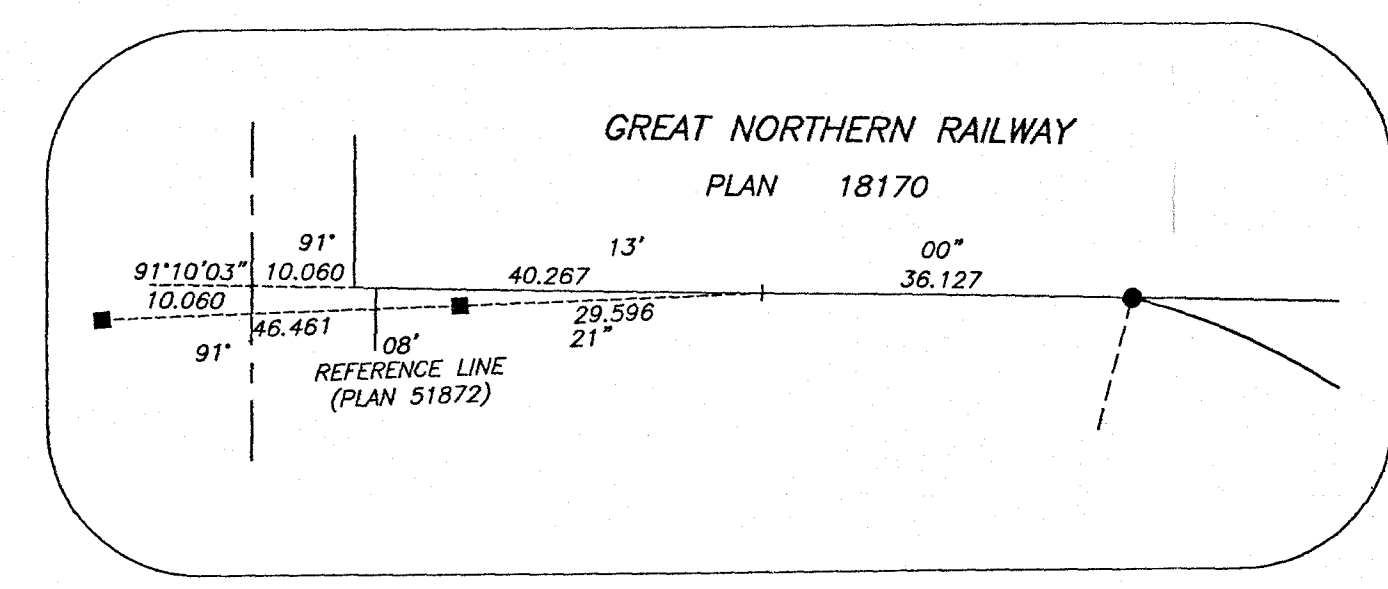 GREAT NORTHERN RAILWAY
PLAN 18170
91° 13' 00"
91°10'03" 10.060 40.267 36.127
10.060 46.461 29.596
91° 08' 21"
REFERENCE LINE
(PLAN 51872)